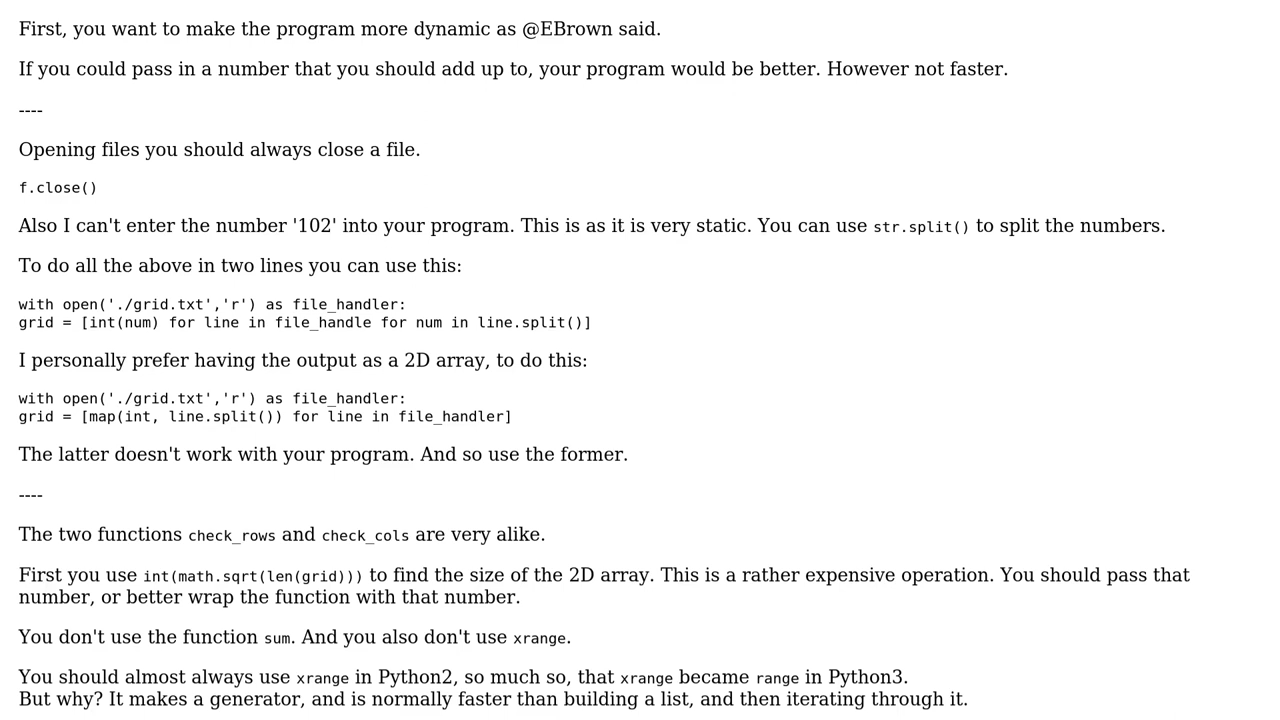 First, you want to make the program more dynamic as @EBrown said.
If you could pass in a number that you should add up to, your program would be better. However not faster.
----
Opening files you should always close a file.
f.close()
Also I can't enter the number '102' into your program. This is as it is very static. You can use str.split() to split the numbers.
To do all the above in two lines you can use this:
with open('./grid.txt','r') as file_handler:
grid = [int(num) for line in file_handle for num in line.split()]
I personally prefer having the output as a 2D array, to do this:
with open('./grid.txt','r') as file_handler:
grid = [map(int, line.split()) for line in file_handler]
The latter doesn't work with your program. And so use the former.
----
The two functions check_rows and check_cols are very alike.
First you use int(math.sqrt(len(grid))) to find the size of the 2D array. This is a rather expensive operation. You should pass that
number, or better wrap the function with that number.
You don't use the function sum. And you also don't use xrange.
You should almost always use xrange in Python2, so much so, that xrange became range in Python3.
But why? It makes a generator, and is normally faster than building a list, and then iterating through it.